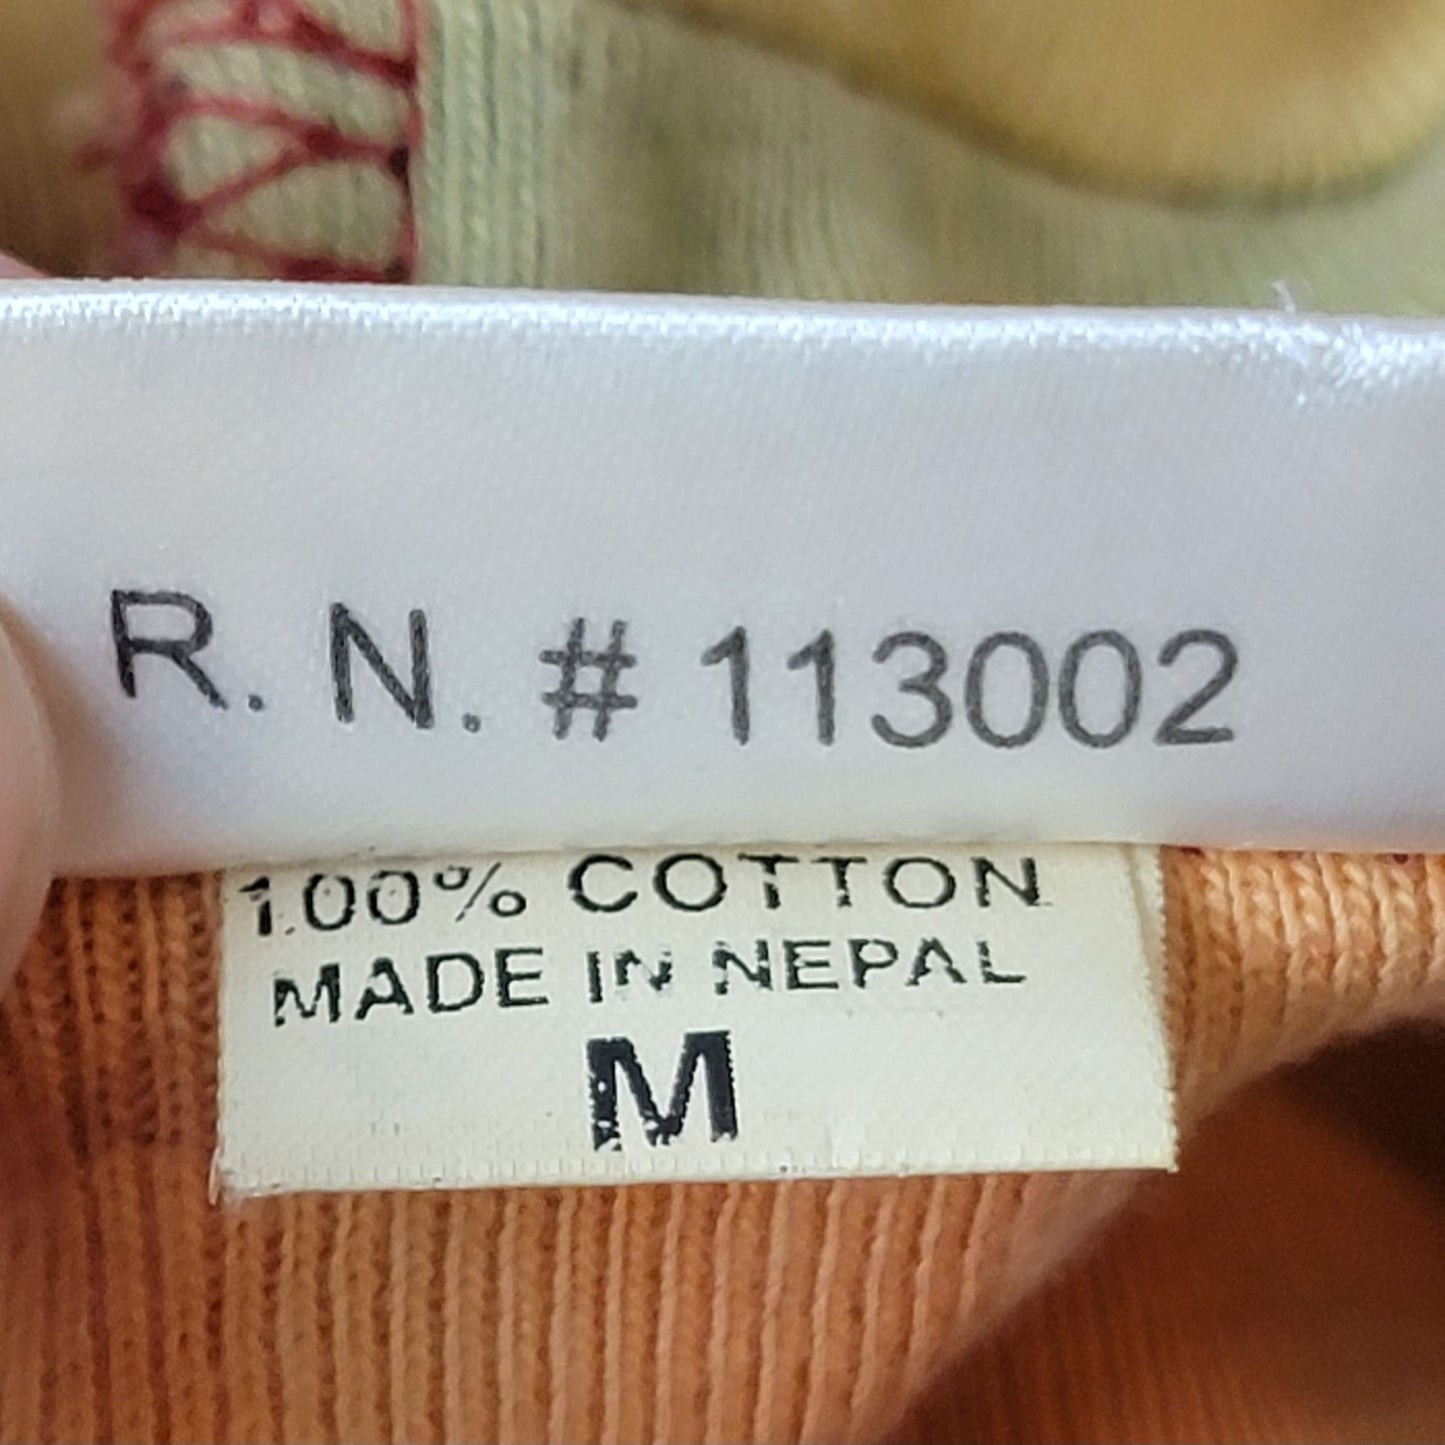 R. N. # 113002
100% COTTON
MADE IN NEPAL
M